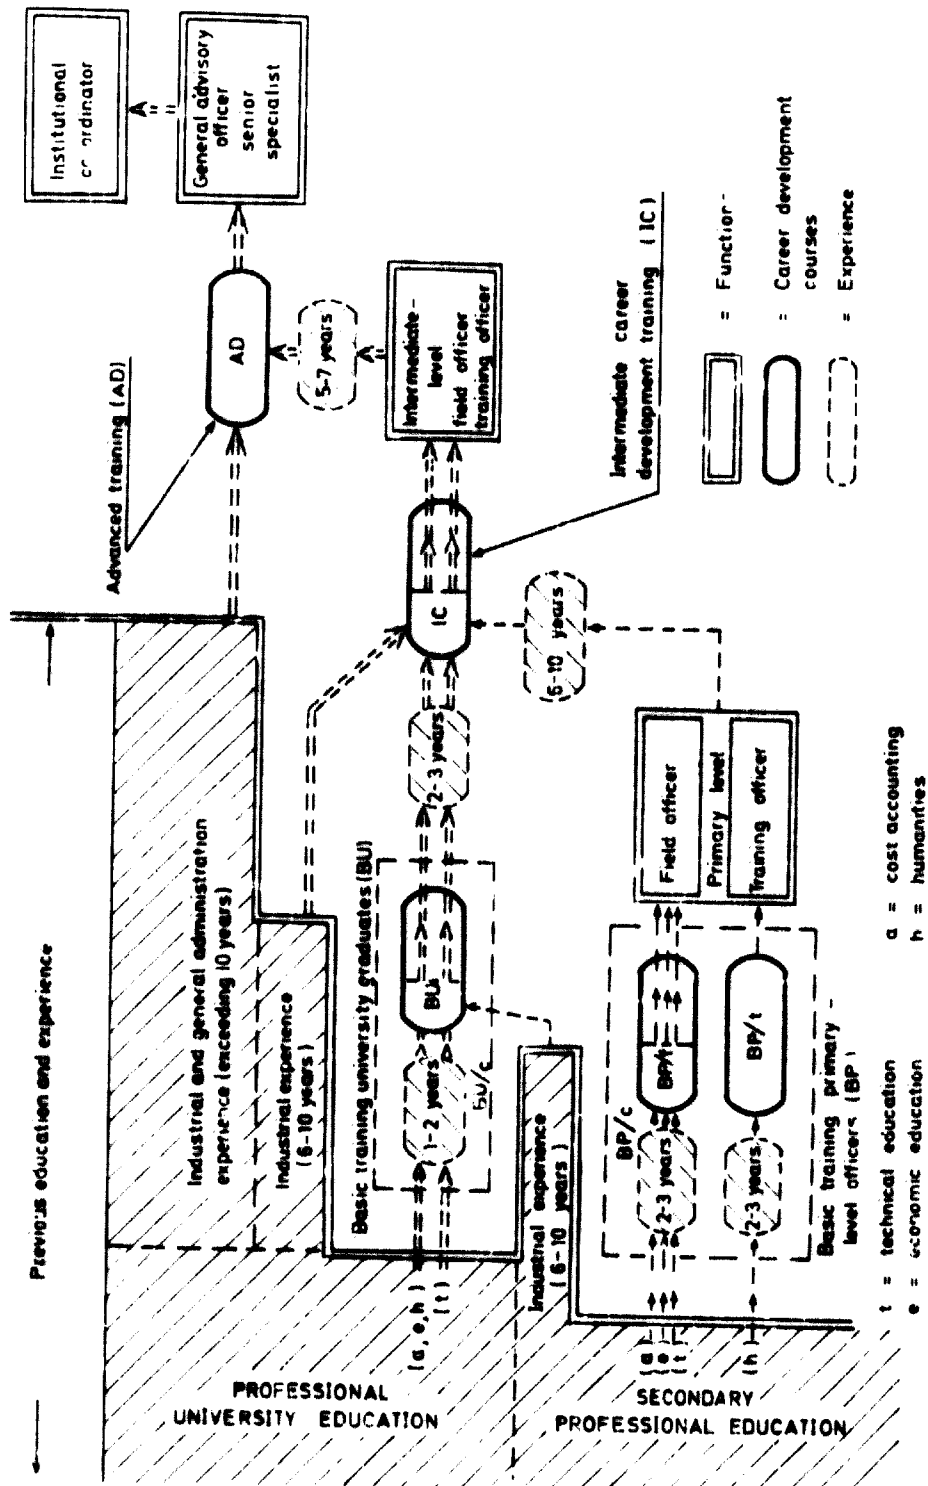 Previous education and experience
Institutional
co-ordinator
General advisory
officer
senior
specialist
Advanced training (AD)
AD
5-7 years
Intermediate-
level
field officer
training officer
Industrial and general administration
experience (exceeding 10 years)
Industrial experience
(6-10 years)
Basic training university graduates (BU)
(a, e, h)
(t)
1-2 years
BU
BU/c
2-3 years
IC
Intermediate career
development training (IC)
6-10 years
Industrial experience
(6-10 years)
PROFESSIONAL
UNIVERSITY EDUCATION
SECONDARY
PROFESSIONAL EDUCATION
(a
(e
(t)
(h)
2-3 years
2-3 years
BP/c
BP/t
BP/t
Basic training primary-
level officers (BP)
Field officer
Primary level
Training officer
= Function
= Career development
courses
= Experience
t = technical education
e = economic education
a = cost accounting
h = humanities